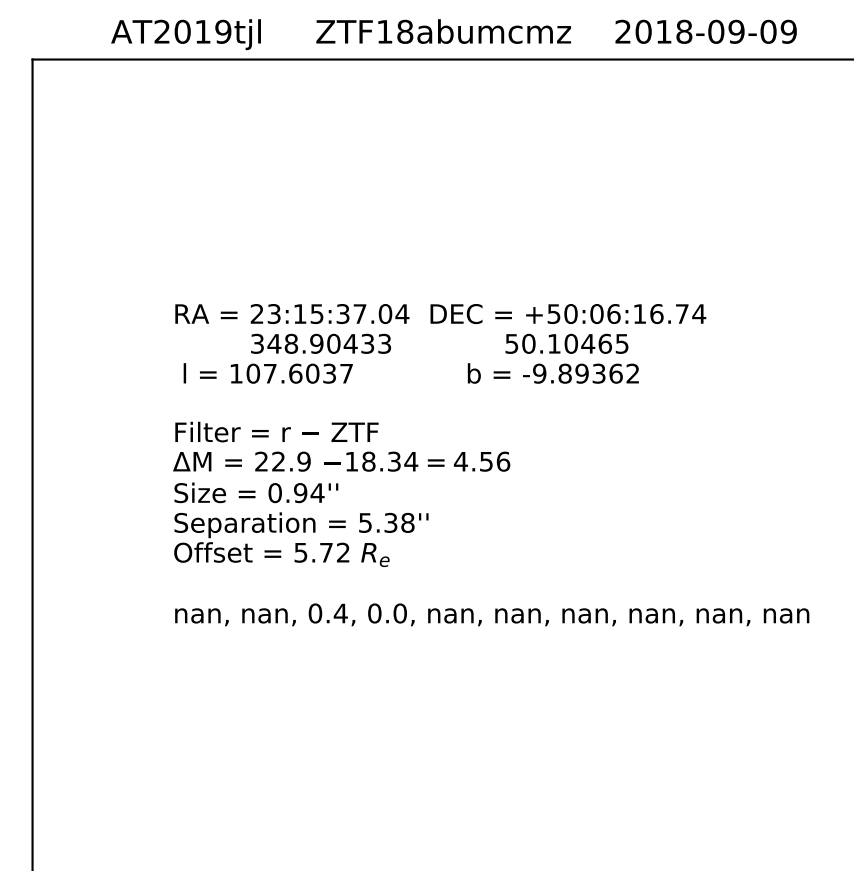 AT2019tjl ZTF18abumcmz 2018-09-09
RA = 23:15:37.04 DEC = +50:06:16.74
348.90433 50.10465
l = 107.6037 b = -9.89362
Filter = r − ZTF
ΔM = 22.9 −18.34 = 4.56
Size = 0.94''
Separation = 5.38''
Offset = 5.72 Rₑ
nan, nan, 0.4, 0.0, nan, nan, nan, nan, nan, nan